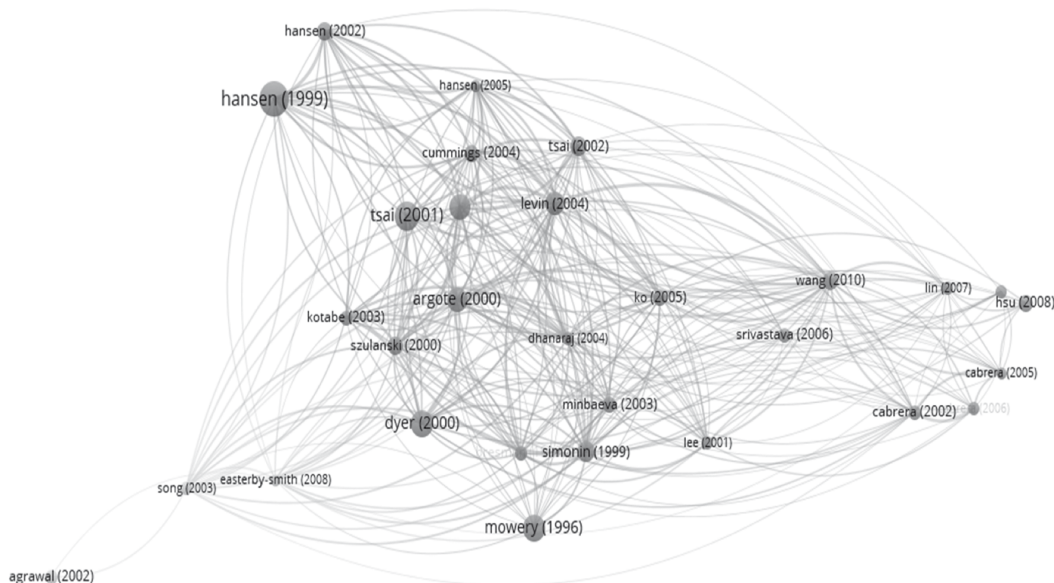 hansen (2002)
hansen (1999)
hansen (2005)
tsai (2002)
cummings (2004)
levin (2004)
tsai (2001)
wang (2010)
lin (2007)
argote (2000)
ko (2005)
hsu (2008)
kotabe (2003)
srivastava (2006)
dhanaraj (2004)
szulanski (2000)
cabrera (2005)
minbaeva (2003)
cabrera (2002)
(2006)
dyer (2000)
lee (2001)
simonin (1999)
easterby-smith (2008)
song (2003)
mowery (1996)
agrawal (2002)